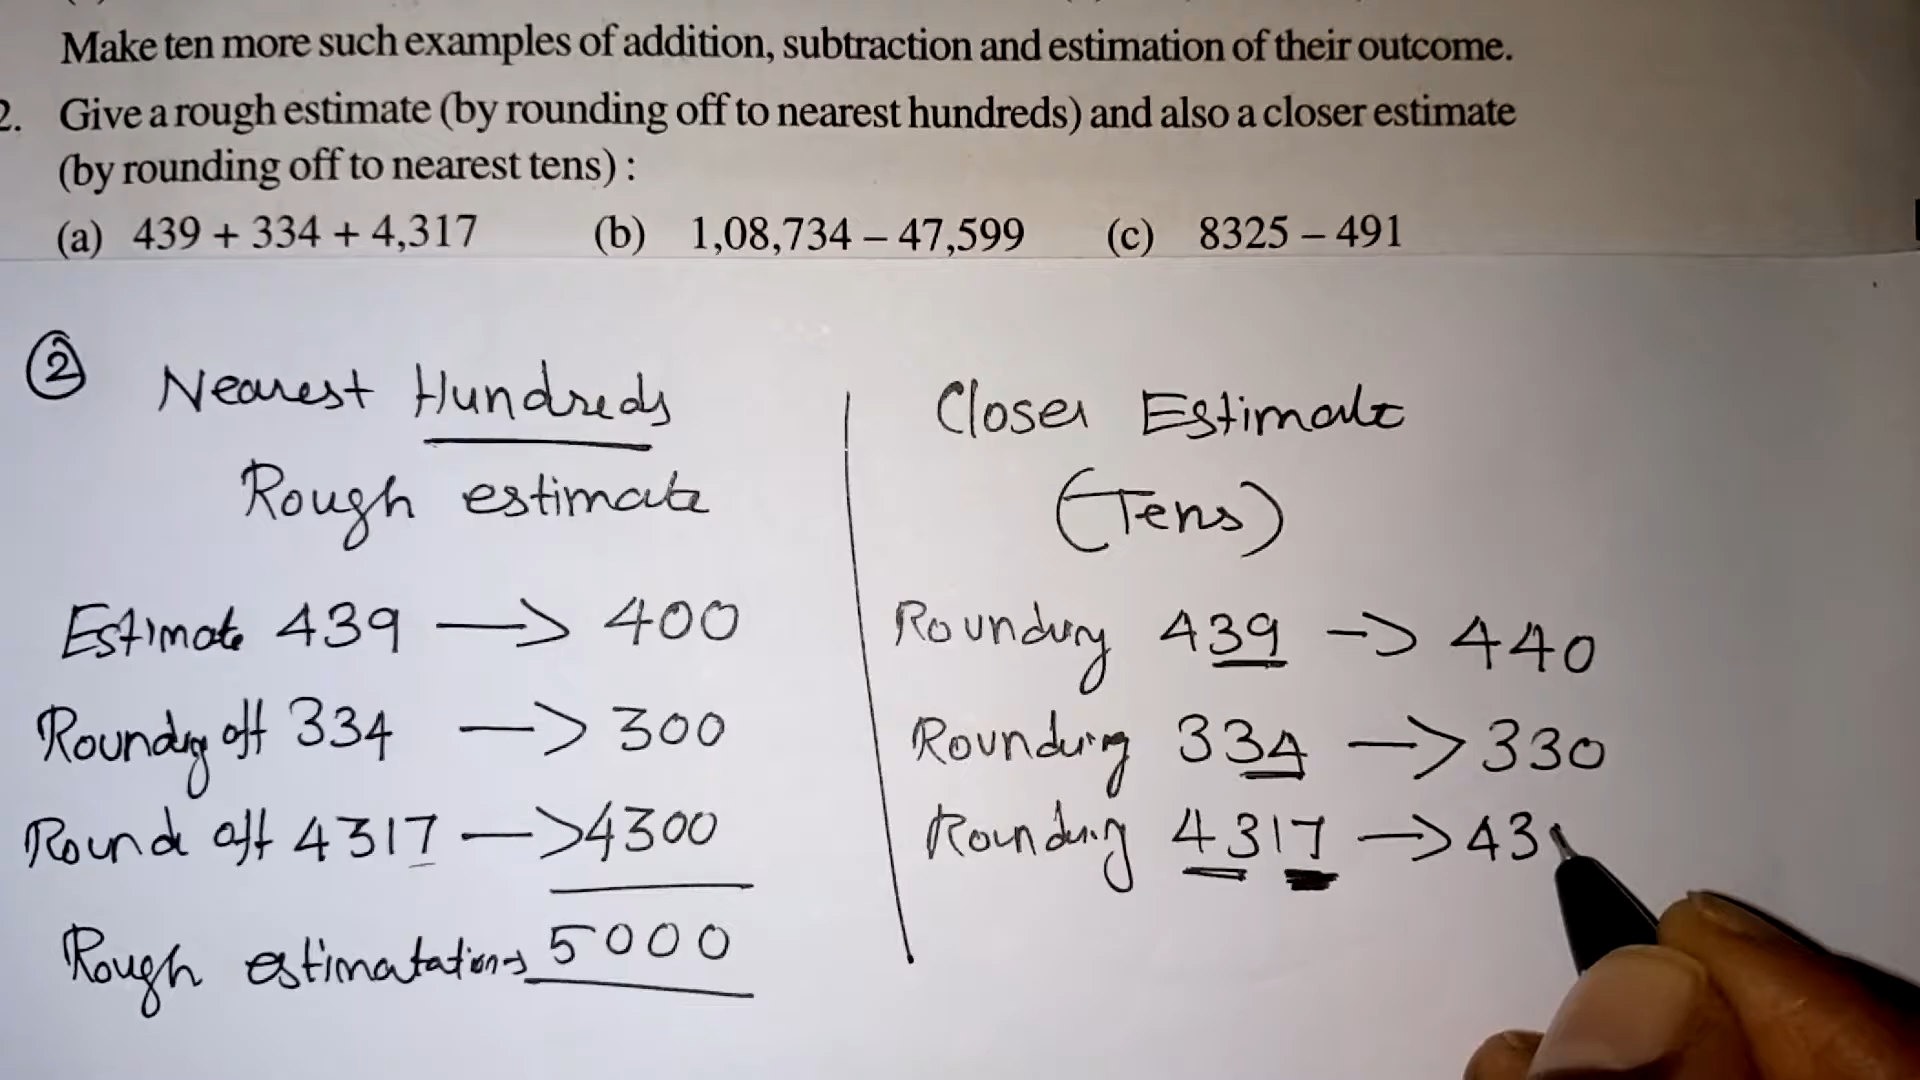 Make ten more such examples of addition, subtraction and estimation of their outcome.
2. Give a rough estimate (by rounding off to nearest hundreds) and also a closer estimate
(by rounding off to nearest tens) :
(a) 439 + 334 + 4,317 (b) 1,08,734 – 47,599 (c) 8325 – 491
2 Nearest Hundreds
Rough estimate
Estimate 439 —> 400
Roundig off 334 —> 300
Round off 4317 —> 4300
Rough estimatation→ 5000
Closer Estimate
(Tens)
Rounding 439 -> 440
Rounding 334 —> 330
Rounding 4317 —> 43